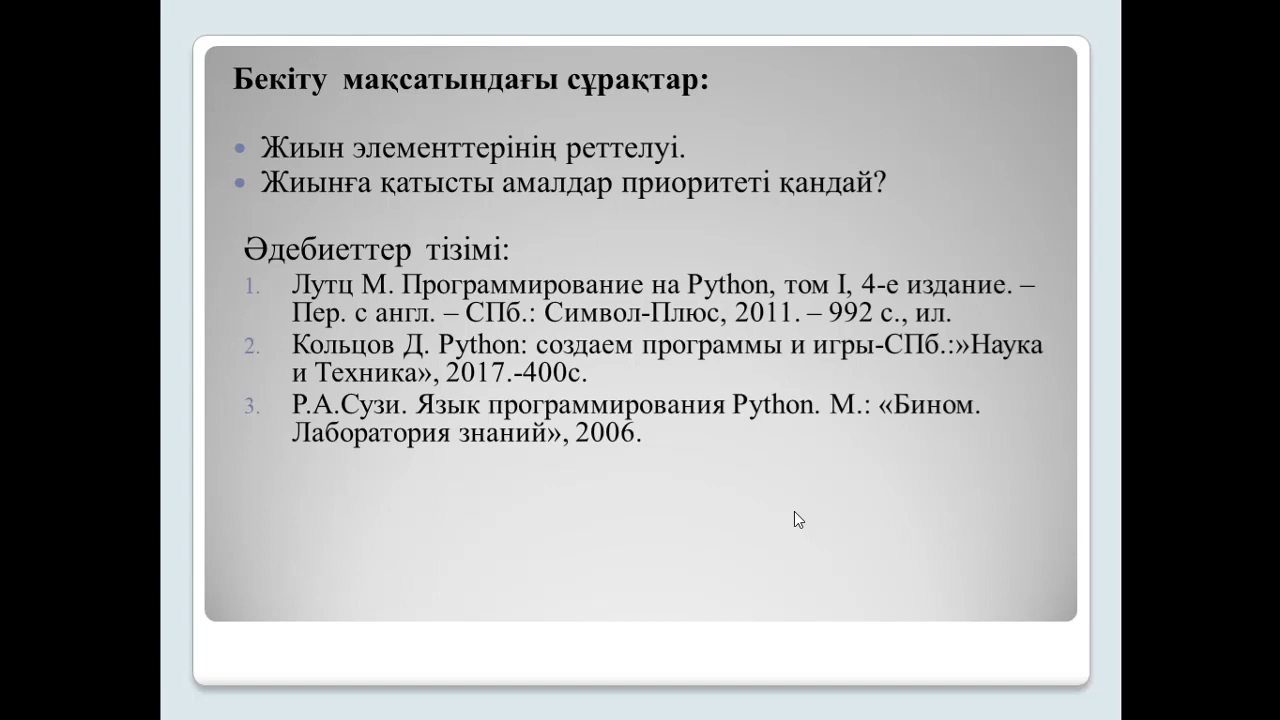 Бекіту мақсатындағы сұрақтар:
• Жиын элементтерінің реттелуі.
• Жиынға қатысты амалдар приоритеті қандай?
Әдебиеттер тізімі:
1. Лутц М. Программирование на Python, том I, 4-е издание. –
Пер. с англ. – СПб.: Символ-Плюс, 2011. – 992 с., ил.
2. Кольцов Д. Python: создаем программы и игры-СПб.:»Наука
и Техника», 2017.-400с.
3. Р.А.Сузи. Язык программирования Python. М.: «Бином.
Лаборатория знаний», 2006.